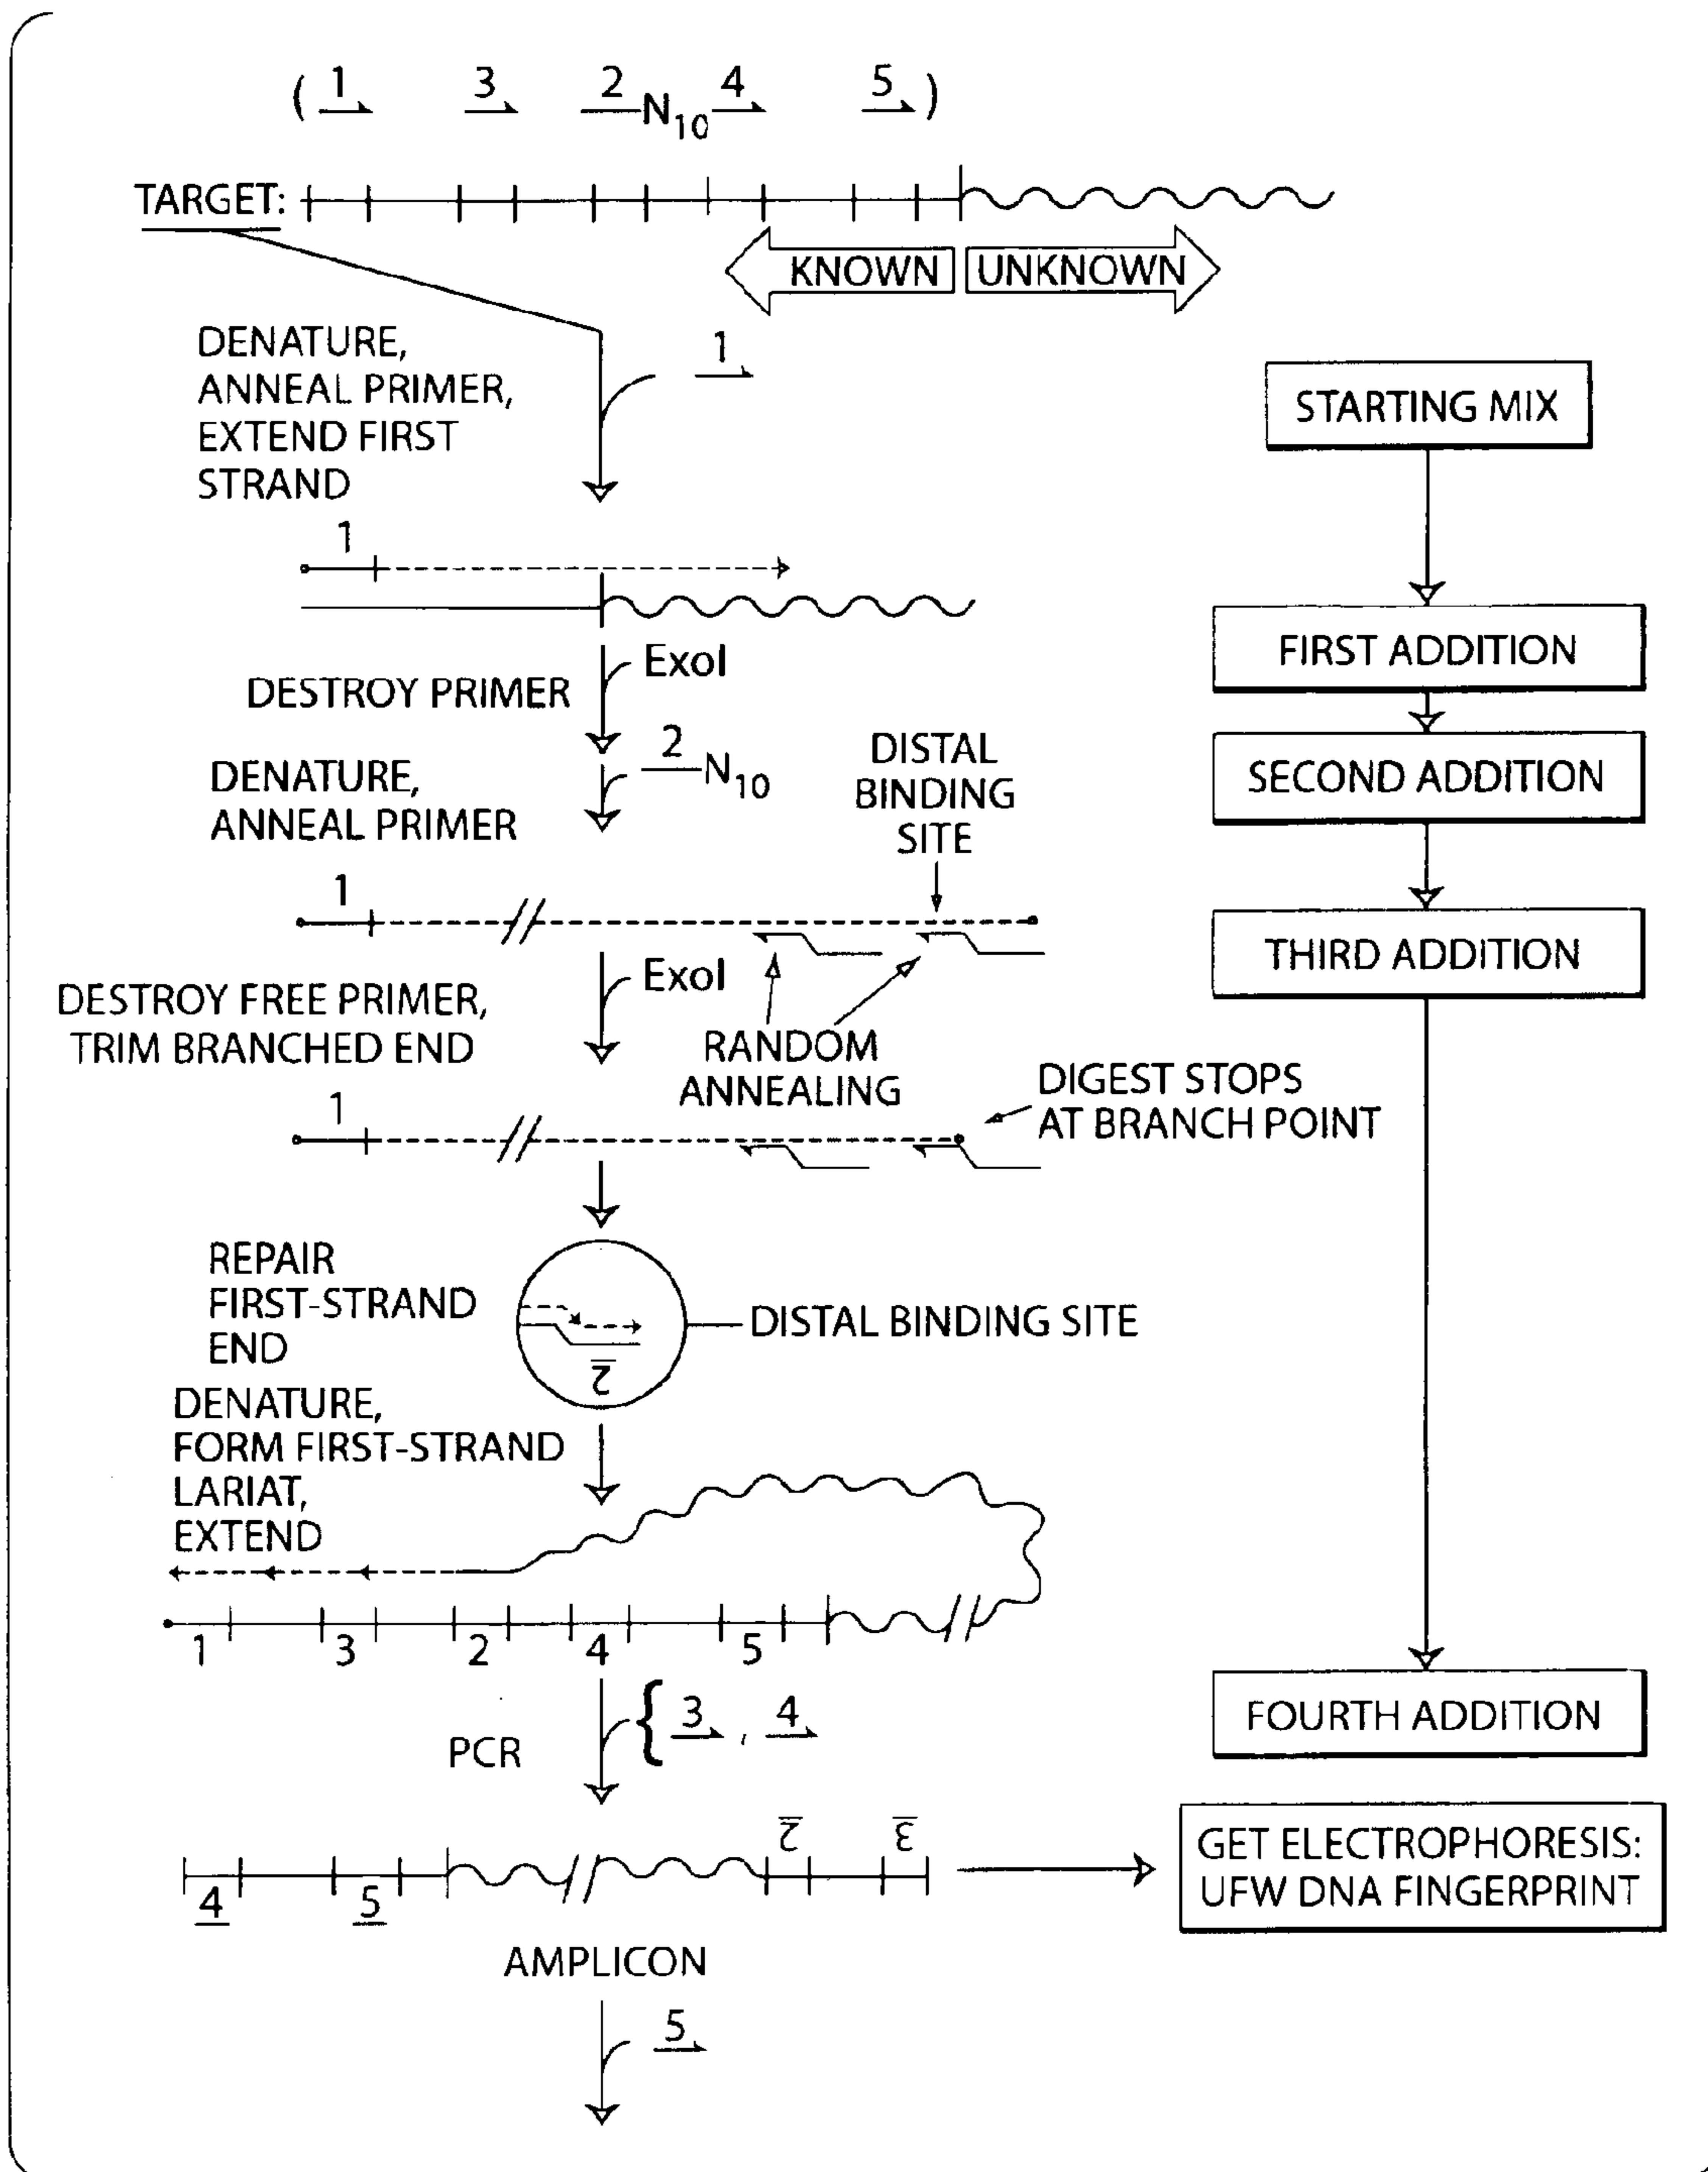 ( 1 3 2 N10 4 5 )
TARGET:
KNOWN
UNKNOWN
DENATURE,
ANNEAL PRIMER,
EXTEND FIRST
STRAND
1
STARTING MIX
1
FIRST ADDITION
ExoI
DESTROY PRIMER
2 N10
DENATURE,
ANNEAL PRIMER
DISTAL
BINDING
SITE
SECOND ADDITION
1
THIRD ADDITION
ExoI
DESTROY FREE PRIMER,
TRIM BRANCHED END
RANDOM
ANNEALING
DIGEST STOPS
AT BRANCH POINT
1
REPAIR
FIRST-STRAND
END
DISTAL BINDING SITE
2
DENATURE,
FORM FIRST-STRAND
LARIAT,
EXTEND
1 3 2 4 5
{ 3 , 4
PCR
FOURTH ADDITION
2 3
4 5
GET ELECTROPHORESIS:
UFW DNA FINGERPRINT
AMPLICON
5